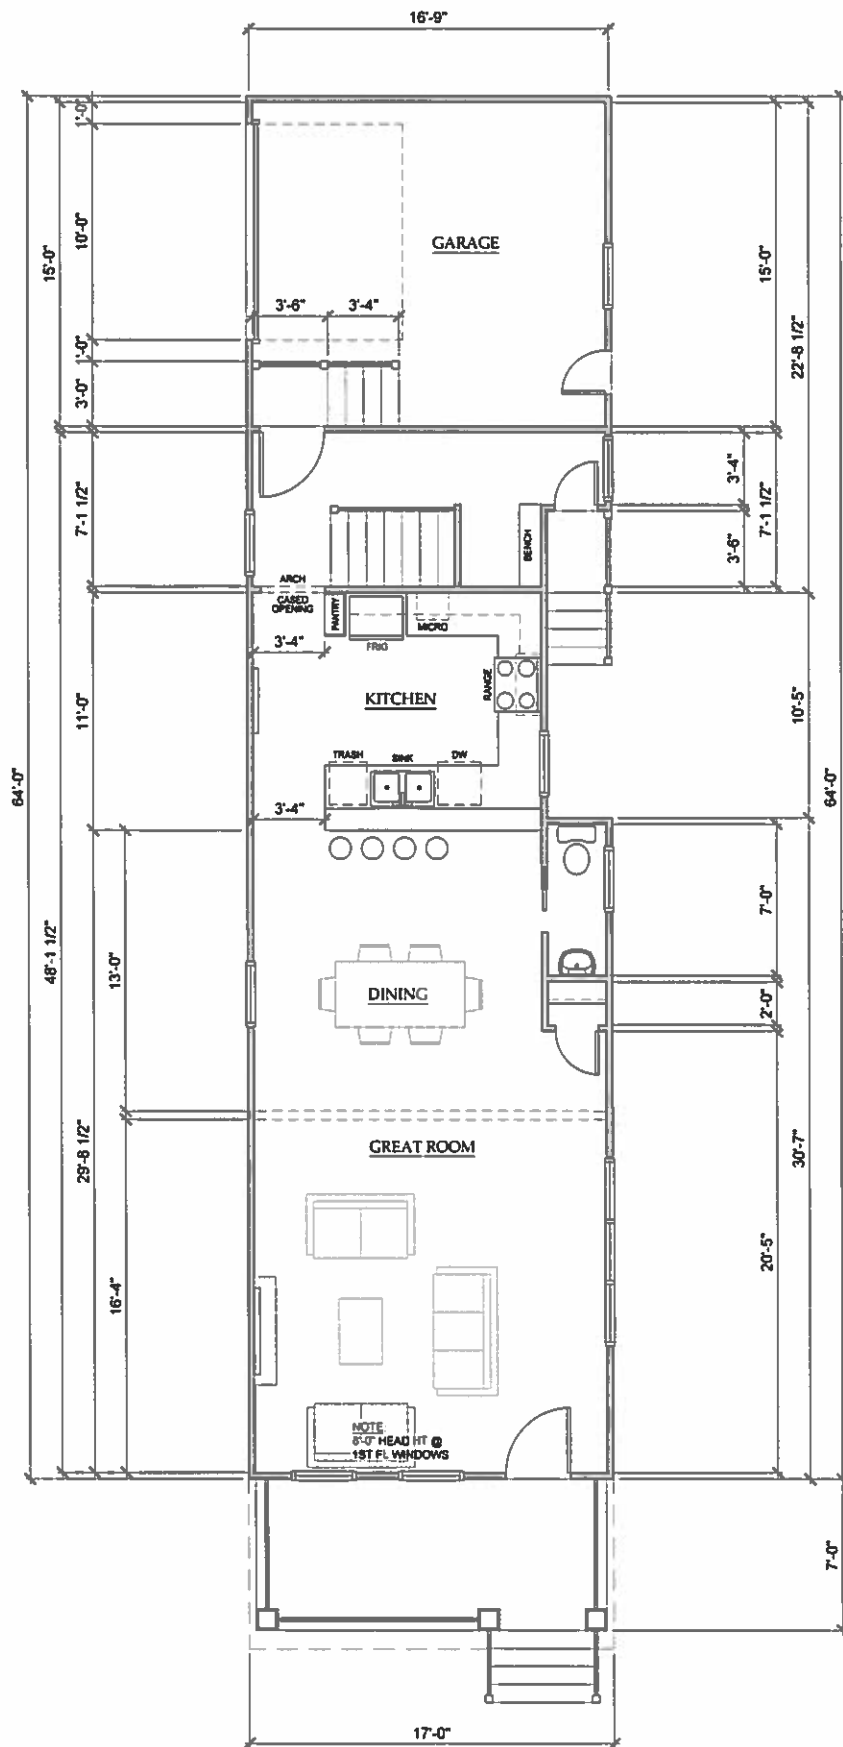 16'-9"
1'-0"
10'-0"
15'-0"
GARAGE
15'-0"
22'-8 1/2"
3'-6"
3'-4"
1'-0"
3'-0"
7'-1 1/2"
3'-4"
7'-1 1/2"
3'-6"
BENCH
ARCH
CASED
OPENING
PANTRY
MICRO
FRIG
3'-4"
RANGE
KITCHEN
11'-0"
10'-5"
TRASH
SINK
DW
64'-0"
64'-0"
3'-4"
7'-0"
48'-1 1/2"
13'-0"
DINING
2'-0"
29'-8 1/2"
GREAT ROOM
30'-7"
20'-5"
16'-4"
NOTE
8'-0" HEAD HT @
1ST FL WINDOWS
7'-0"
17'-0"